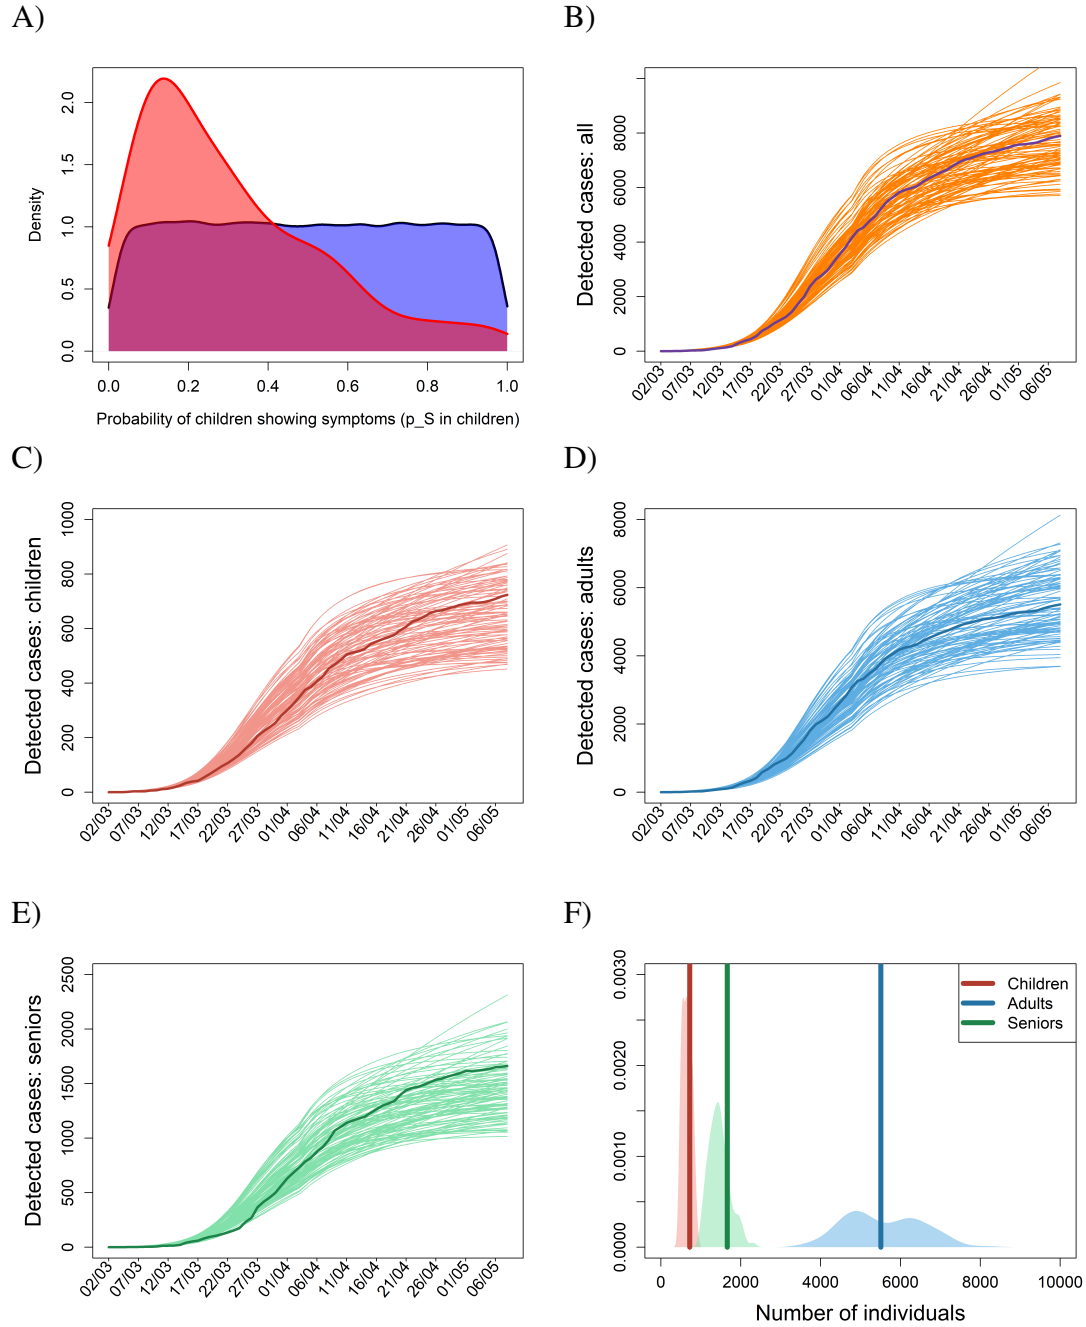 A)
Density
0.0 0.5 1.0 1.5 2.0
0.0 0.2 0.4 0.6 0.8 1.0
Probability of children showing symptoms (p_S in children)
B)
Detected cases: all
0 2000 4000 6000 8000
02/03 07/03 12/03 17/03 22/03 27/03 01/04 06/04 11/04 16/04 21/04 26/04 01/05 06/05
C)
Detected cases: children
0 200 400 600 800 1000
02/03 07/03 12/03 17/03 22/03 27/03 01/04 06/04 11/04 16/04 21/04 26/04 01/05 06/05
D)
Detected cases: adults
0 2000 4000 6000 8000
02/03 07/03 12/03 17/03 22/03 27/03 01/04 06/04 11/04 16/04 21/04 26/04 01/05 06/05
E)
Detected cases: seniors
0 500 1000 1500 2000 2500
02/03 07/03 12/03 17/03 22/03 27/03 01/04 06/04 11/04 16/04 21/04 26/04 01/05 06/05
F)
0.0000 0.0010 0.0020 0.0030
Children
Adults
Seniors
0 2000 4000 6000 8000 10000
Number of individuals